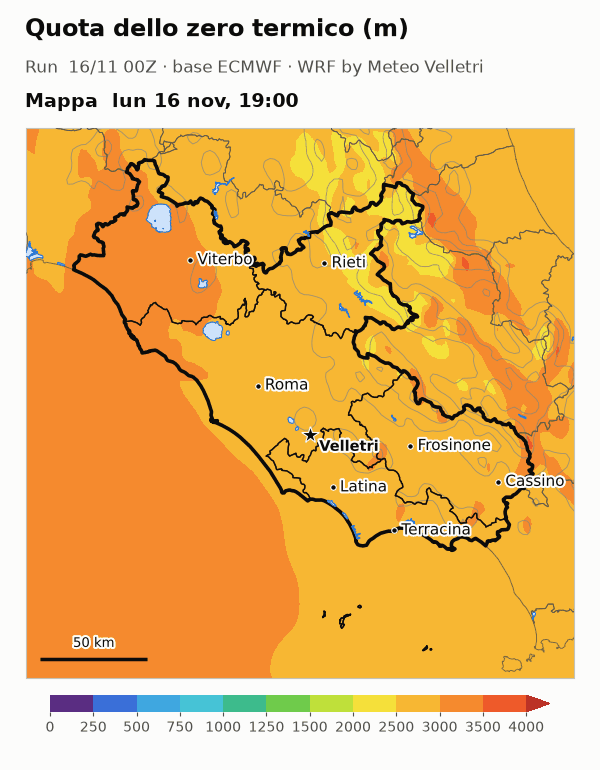 Quota dello zero termico (m)
Run  16/11 00Z · base ECMWF · WRF by Meteo Velletri
Mappa  lun 16 nov, 19:00
Viterbo
Rieti
Roma
Velletri
Frosinone
Latina
Cassino
Terracina
50 km
0 250 500 750 1000 1250 1500 2000 2500 3000 3500 4000